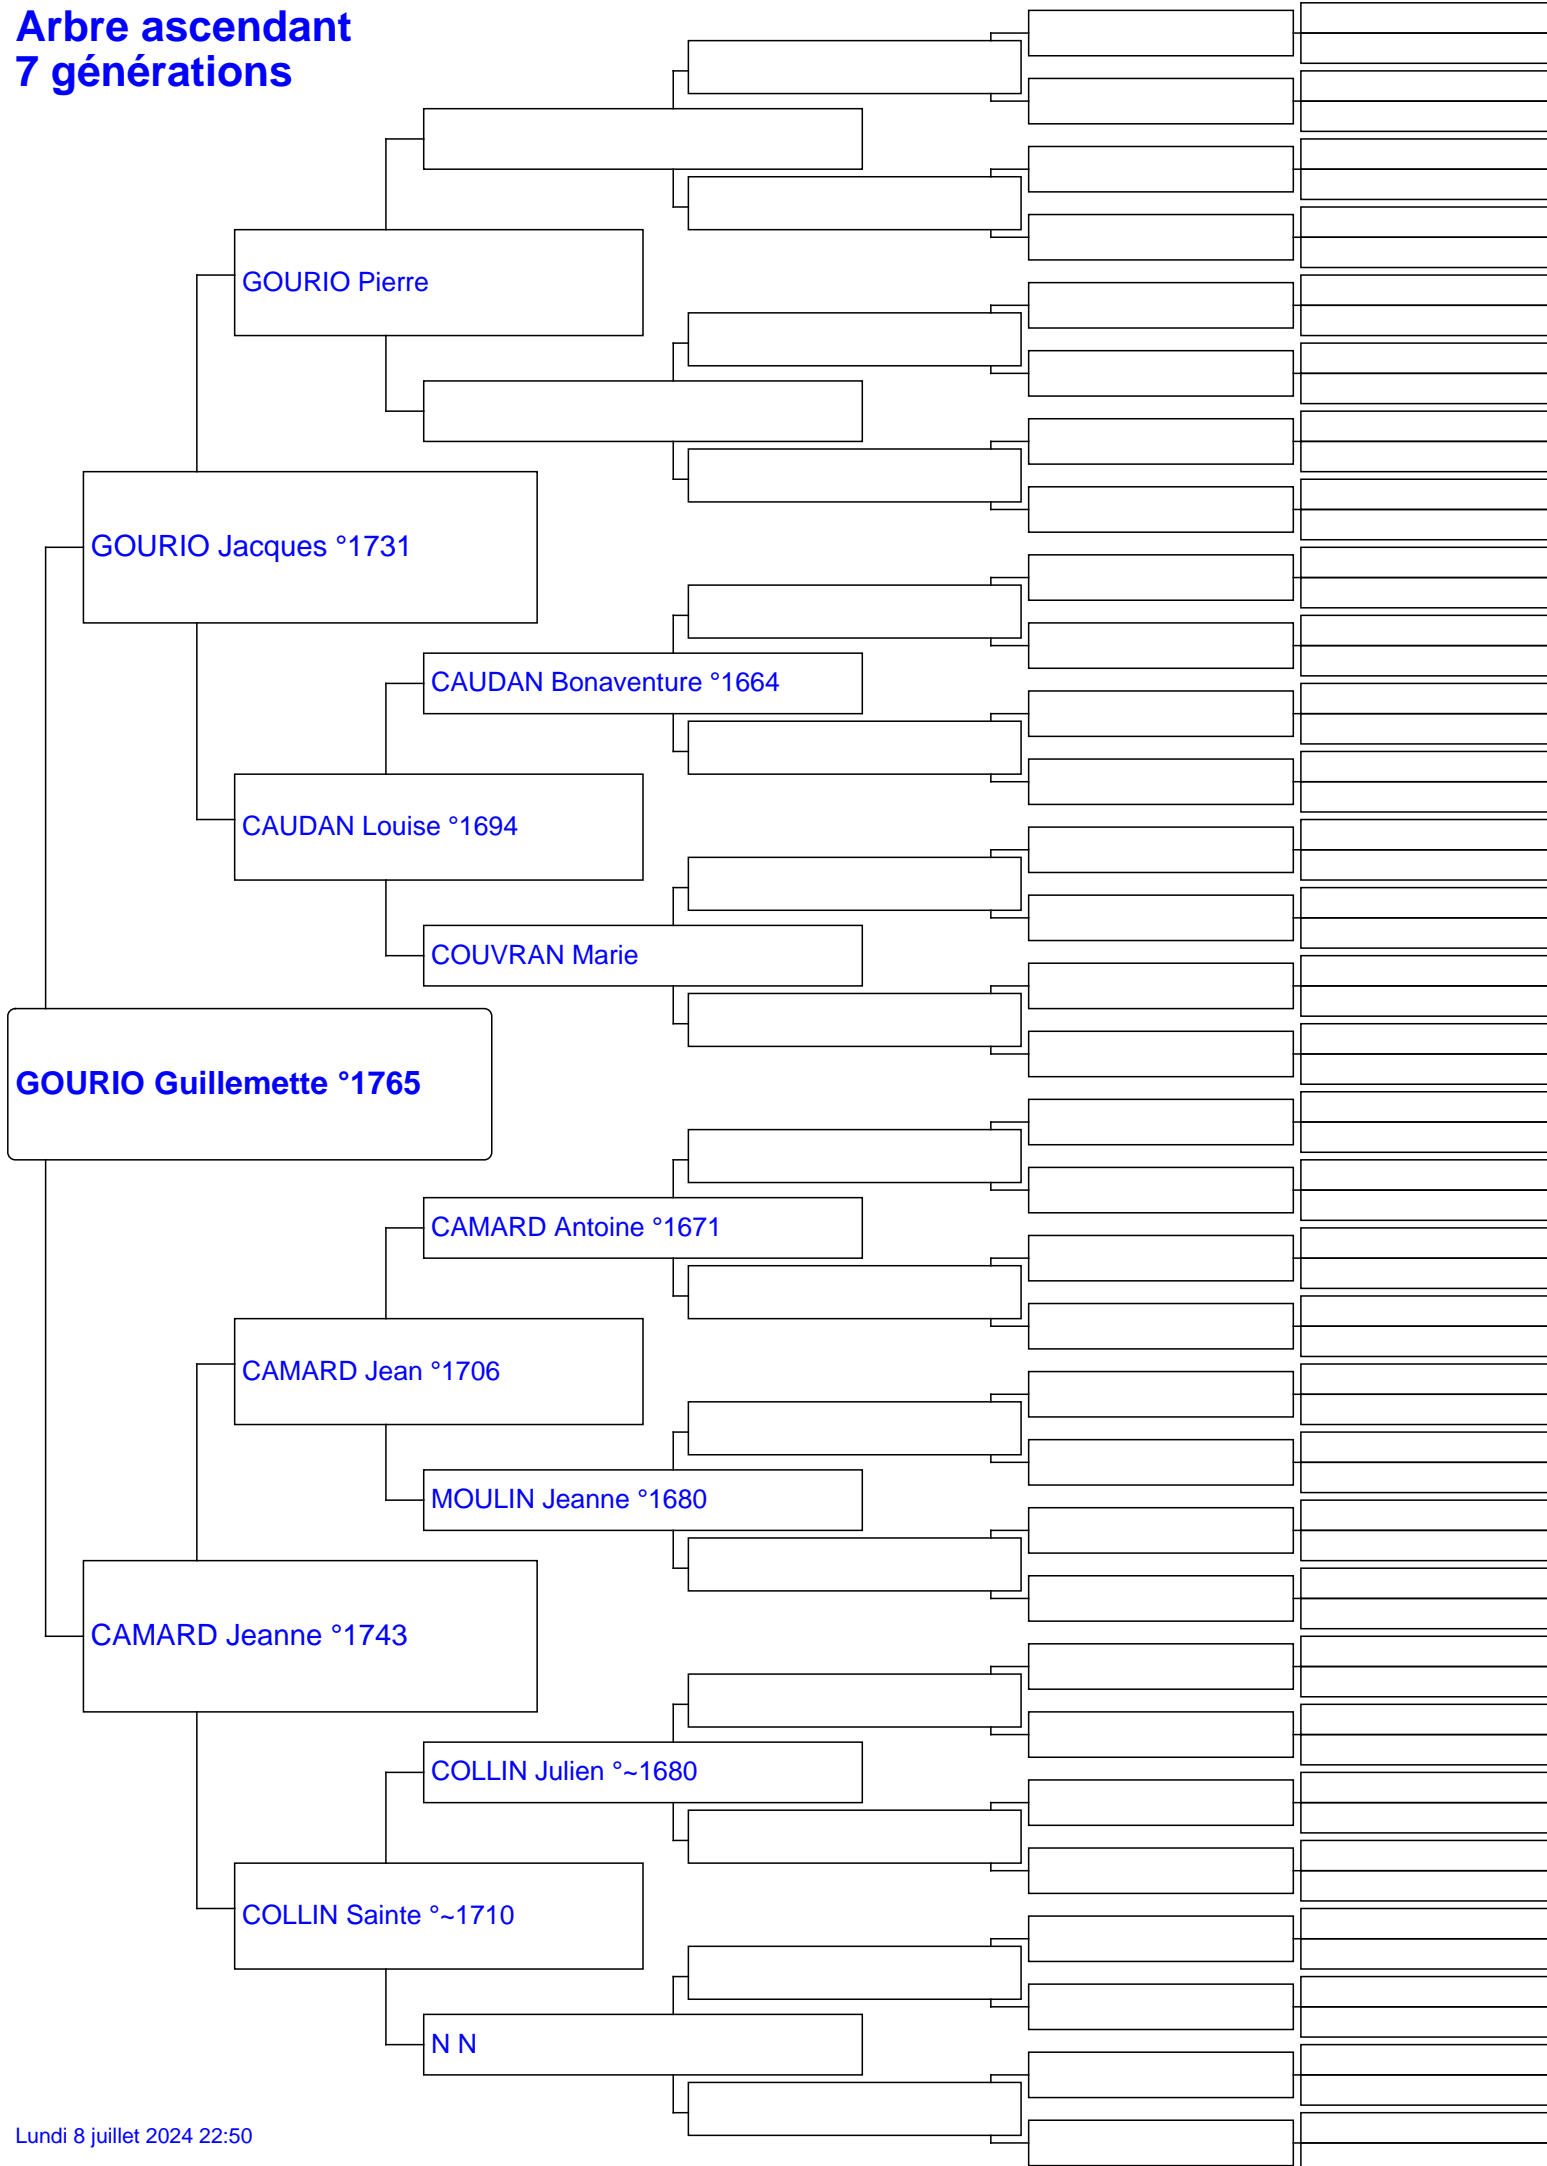 Arbre ascendant
7 générations
GOURIO Pierre
GOURIO Jacques °1731
CAUDAN Bonaventure °1664
CAUDAN Louise °1694
COUVRAN Marie
GOURIO Guillemette °1765
CAMARD Antoine °1671
CAMARD Jean °1706
MOULIN Jeanne °1680
CAMARD Jeanne °1743
COLLIN Julien °~1680
COLLIN Sainte °~1710
N N
Lundi 8 juillet 2024 22:50